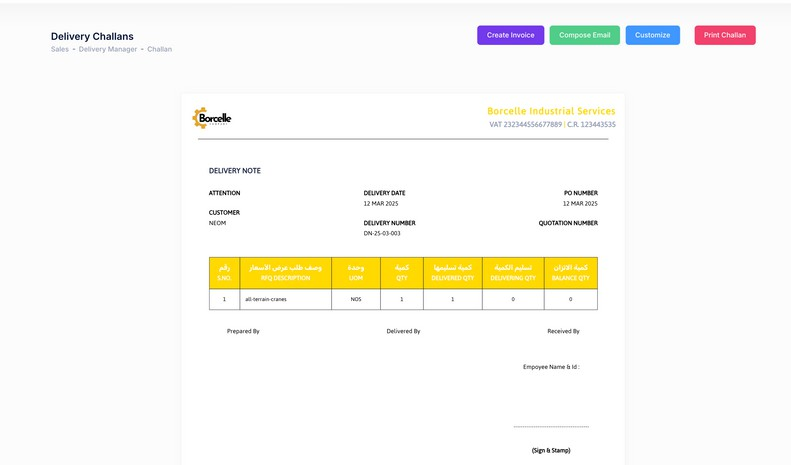 Delivery Challans
Sales • Delivery Manager • Challan
Create Invoice
Compose Email
Customize
Print Challan
Borcelle
COMPANY
Borcelle Industrial Services
VAT 232344556677889 | C.R. 123443535
DELIVERY NOTE
ATTENTION
CUSTOMER
NEOM
DELIVERY DATE
12 MAR 2025
DELIVERY NUMBER
DN-25-03-003
PO NUMBER
12 MAR 2025
QUOTATION NUMBER
رقم وصف طلب عرض الأسعار وحدة كمية كمية تسليمها تسليم الكمية كمية الاتزان
S.NO. RFQ DESCRIPTION UOM QTY DELIVERED QTY DELIVERING QTY BALANCE QTY
1 all-terrain-cranes NOS 1 1 0 0
Prepared By Delivered By Received By
Empoyee Name & Id :
(Sign & Stamp)